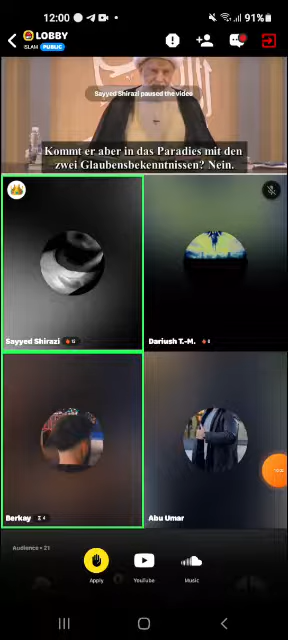 12:00
91%
LOBBY
ISLAM PUBLIC
Sayyed Shirazi paused the video
Kommt er aber in das Paradies mit den
zwei Glaubensbekenntnissen? Nein.
Sayyed Shirazi
Dariush T.-M.
Berkay
Abu Umar
Audience • 21
Apply
YouTube
Music